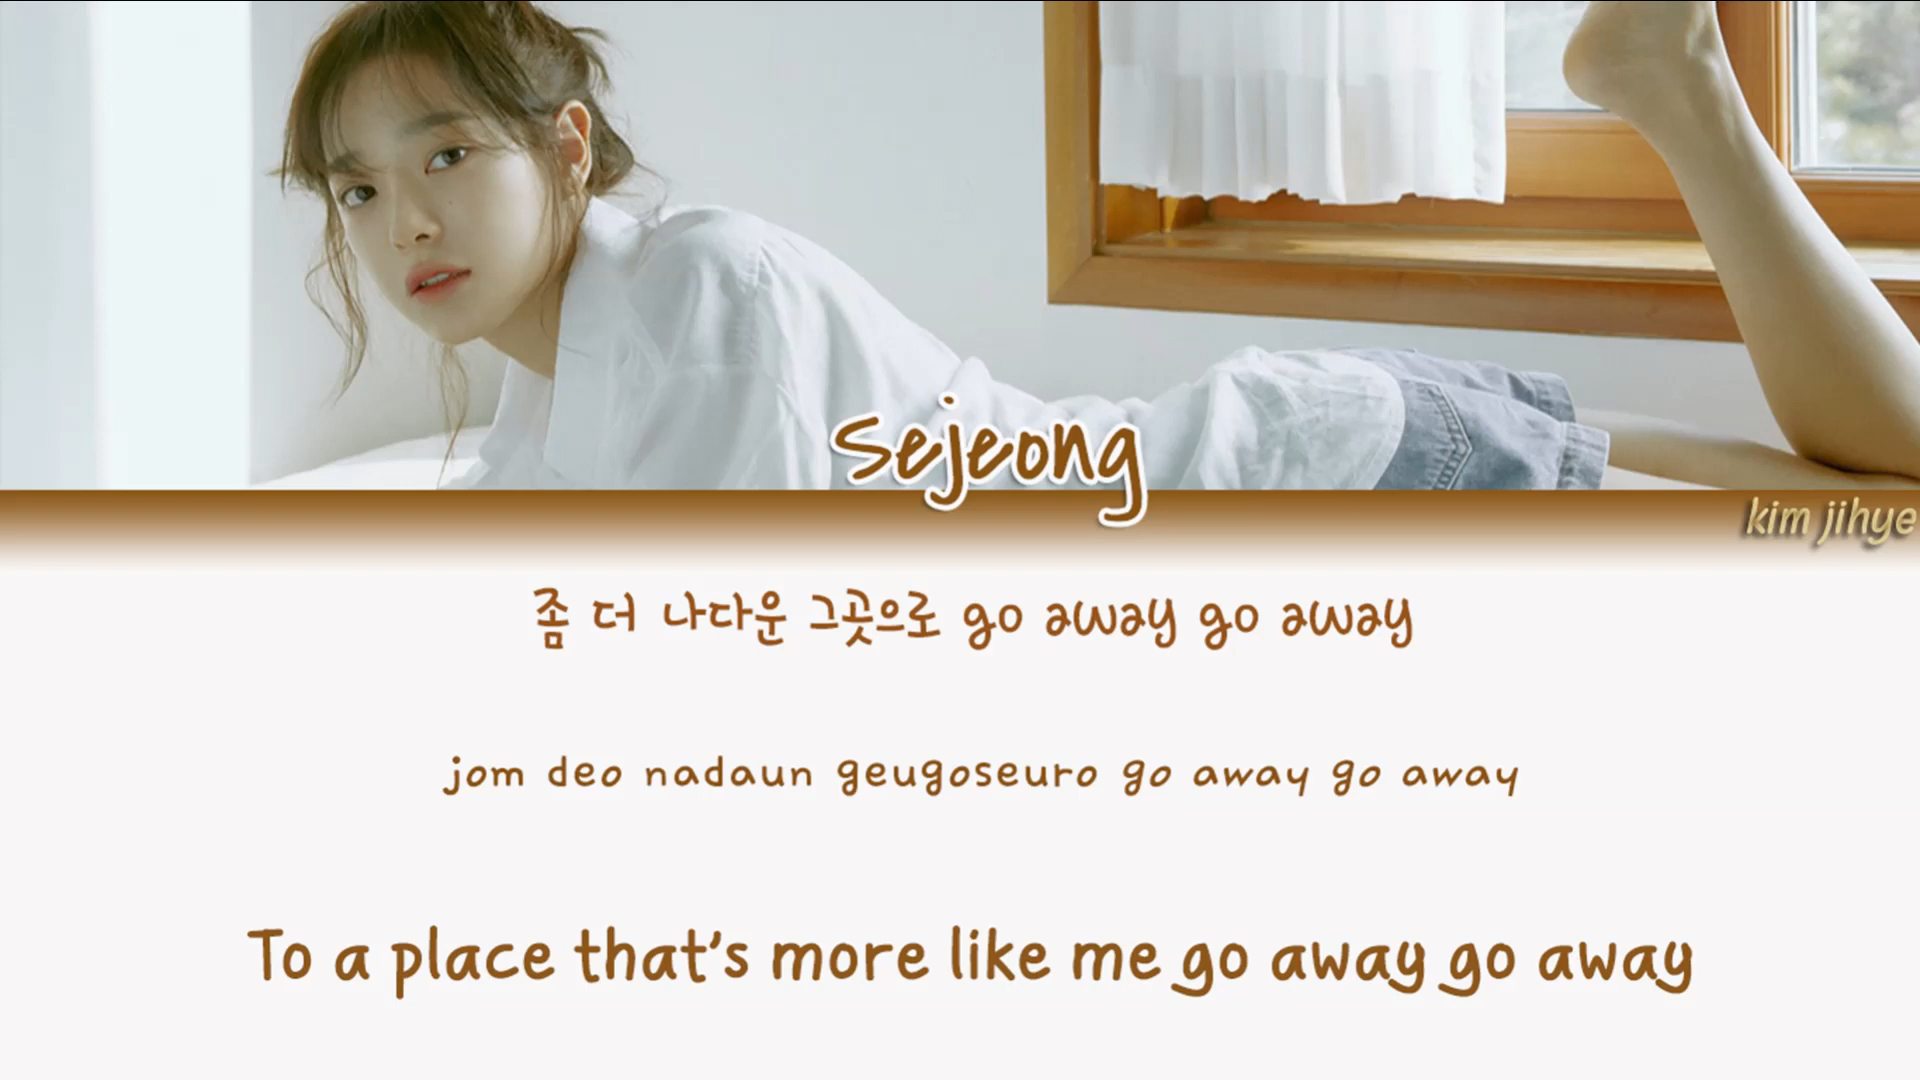 Sejeong
kim jihye
좀 더 나다운 그곳으로 go away go away
jom deo nadaun geugoseuro go away go away
To a place that's more like me go away go away